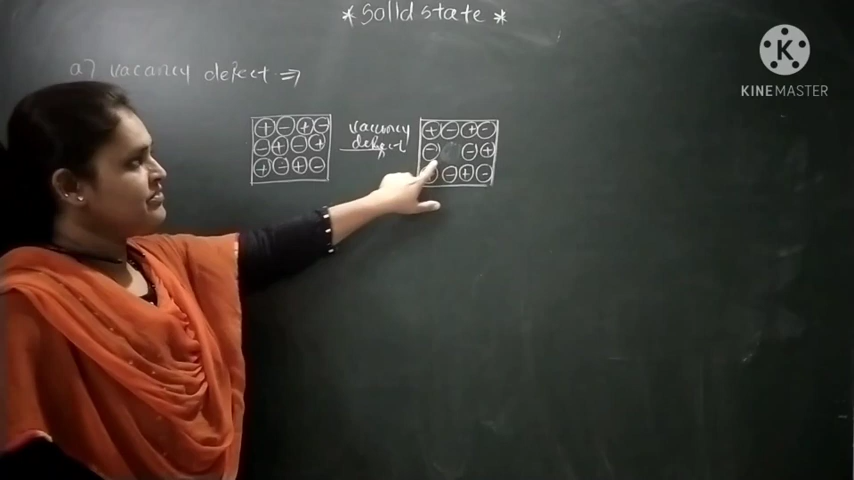 * Solid state *
K
KINEMASTER
a) vacancy defect ⇒
+ - + -
- + - +
+ - + -
vacancy
defect
+ - + -
- - +
- + -